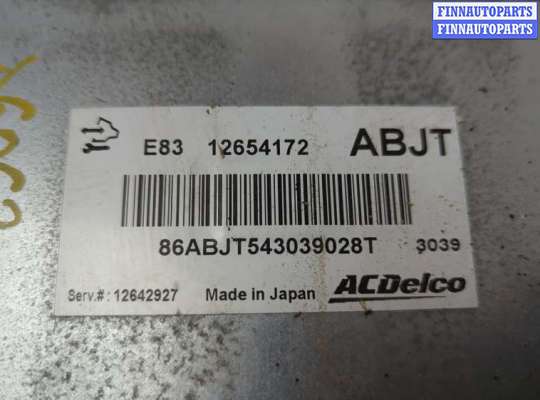 FINNAUTOPARTS
FINNAUTOPARTS
E83 12654172 ABJT
86ABJT543039028T 3039
Serv.#: 12642927 Made in Japan ACDelco